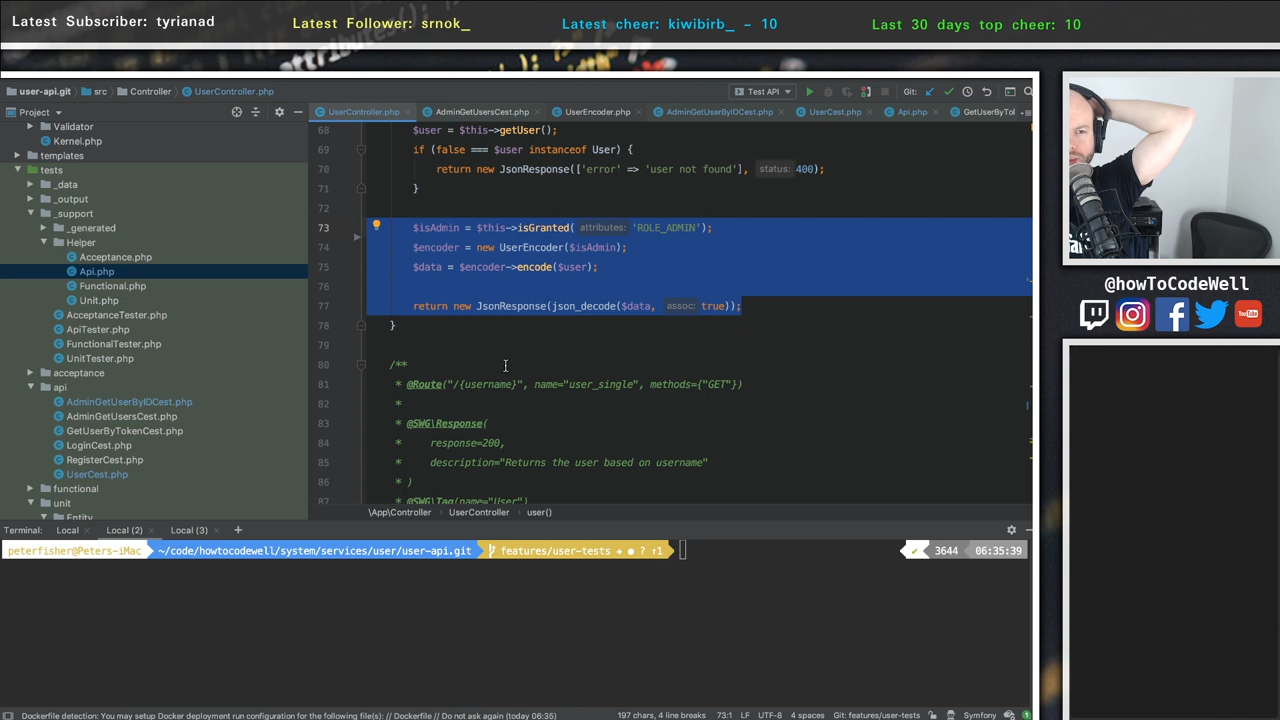 Latest Subscriber: tyrianad
Latest Follower: srnok_
Latest cheer: kiwibirb_ - 10
Last 30 days top cheer: 10
user-api.git
src
Controller
UserController.php
Test API
Git:
Project
UserController.php
AdminGetUsersCest.php
UserEncoder.php
AdminGetUserByIDCest.php
UserCest.php
Api.php
GetUserByTol
Validator
Kernel.php
templates
tests
_data
_output
_support
_generated
Helper
Acceptance.php
Api.php
Functional.php
Unit.php
AcceptanceTester.php
ApiTester.php
FunctionalTester.php
UnitTester.php
acceptance
api
AdminGetUserByIDCest.php
AdminGetUsersCest.php
GetUserByTokenCest.php
LoginCest.php
RegisterCest.php
UserCest.php
functional
unit
Entity
68 $user = $this->getUser();
69 if (false === $user instanceof User) {
70 return new JsonResponse(['error' => 'user not found'], status: 400);
71 }
72
73 $isAdmin = $this->isGranted( attributes: 'ROLE_ADMIN');
74 $encoder = new UserEncoder($isAdmin);
75 $data = $encoder->encode($user);
76
77 return new JsonResponse(json_decode($data, assoc: true));
78 }
79
80 /**
81 * @Route("/{username}", name="user_single", methods={"GET"})
82 *
83 * @SWG\Response(
84 * response=200,
85 * description="Returns the user based on username"
86 * )
87 * @SWG\Tag(name="User")
\App\Controller
UserController
user()
@howToCodeWell
You Tube
Terminal:
Local
Local (2)
Local (3)
peterfisher@Peters-iMac ~/code/howtocodewell/system/services/user/user-api.git features/user-tests + ● ? ↑1
✔ 3644 06:35:39
Dockerfile detection: You may setup Docker deployment run configuration for the following file(s): // Dockerfile // Do not ask again (today 06:35)
197 chars, 4 line breaks
73:1
LF
UTF-8
4 spaces
Git: features/user-tests
Symfony
1